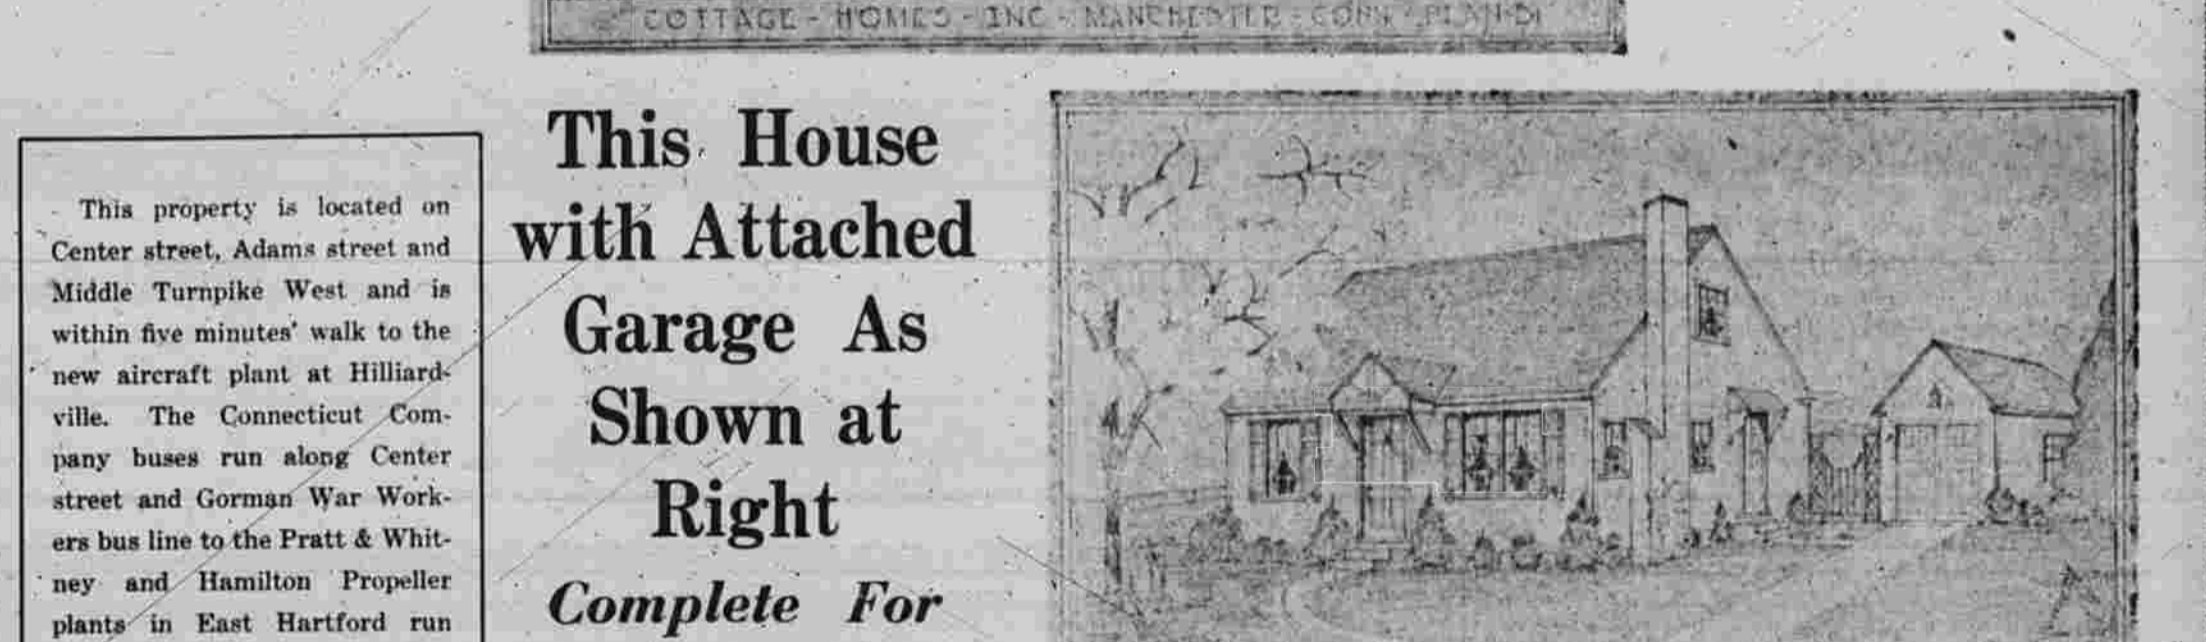 COTTAGE - HOMES - INC - MANCHESTER - CONN - PLAN
This property is located on
Center street, Adams street and
Middle Turnpike West and is
within five minutes' walk to the
new aircraft plant at Hilliard-
ville. The Connecticut Com-
pany buses run along Center
street and Gorman War Work-
ers bus line to the Pratt & Whit-
ney and Hamilton Propeller
plants in East Hartford run
This House
with Attached
Garage As
Shown at
Right
Complete For